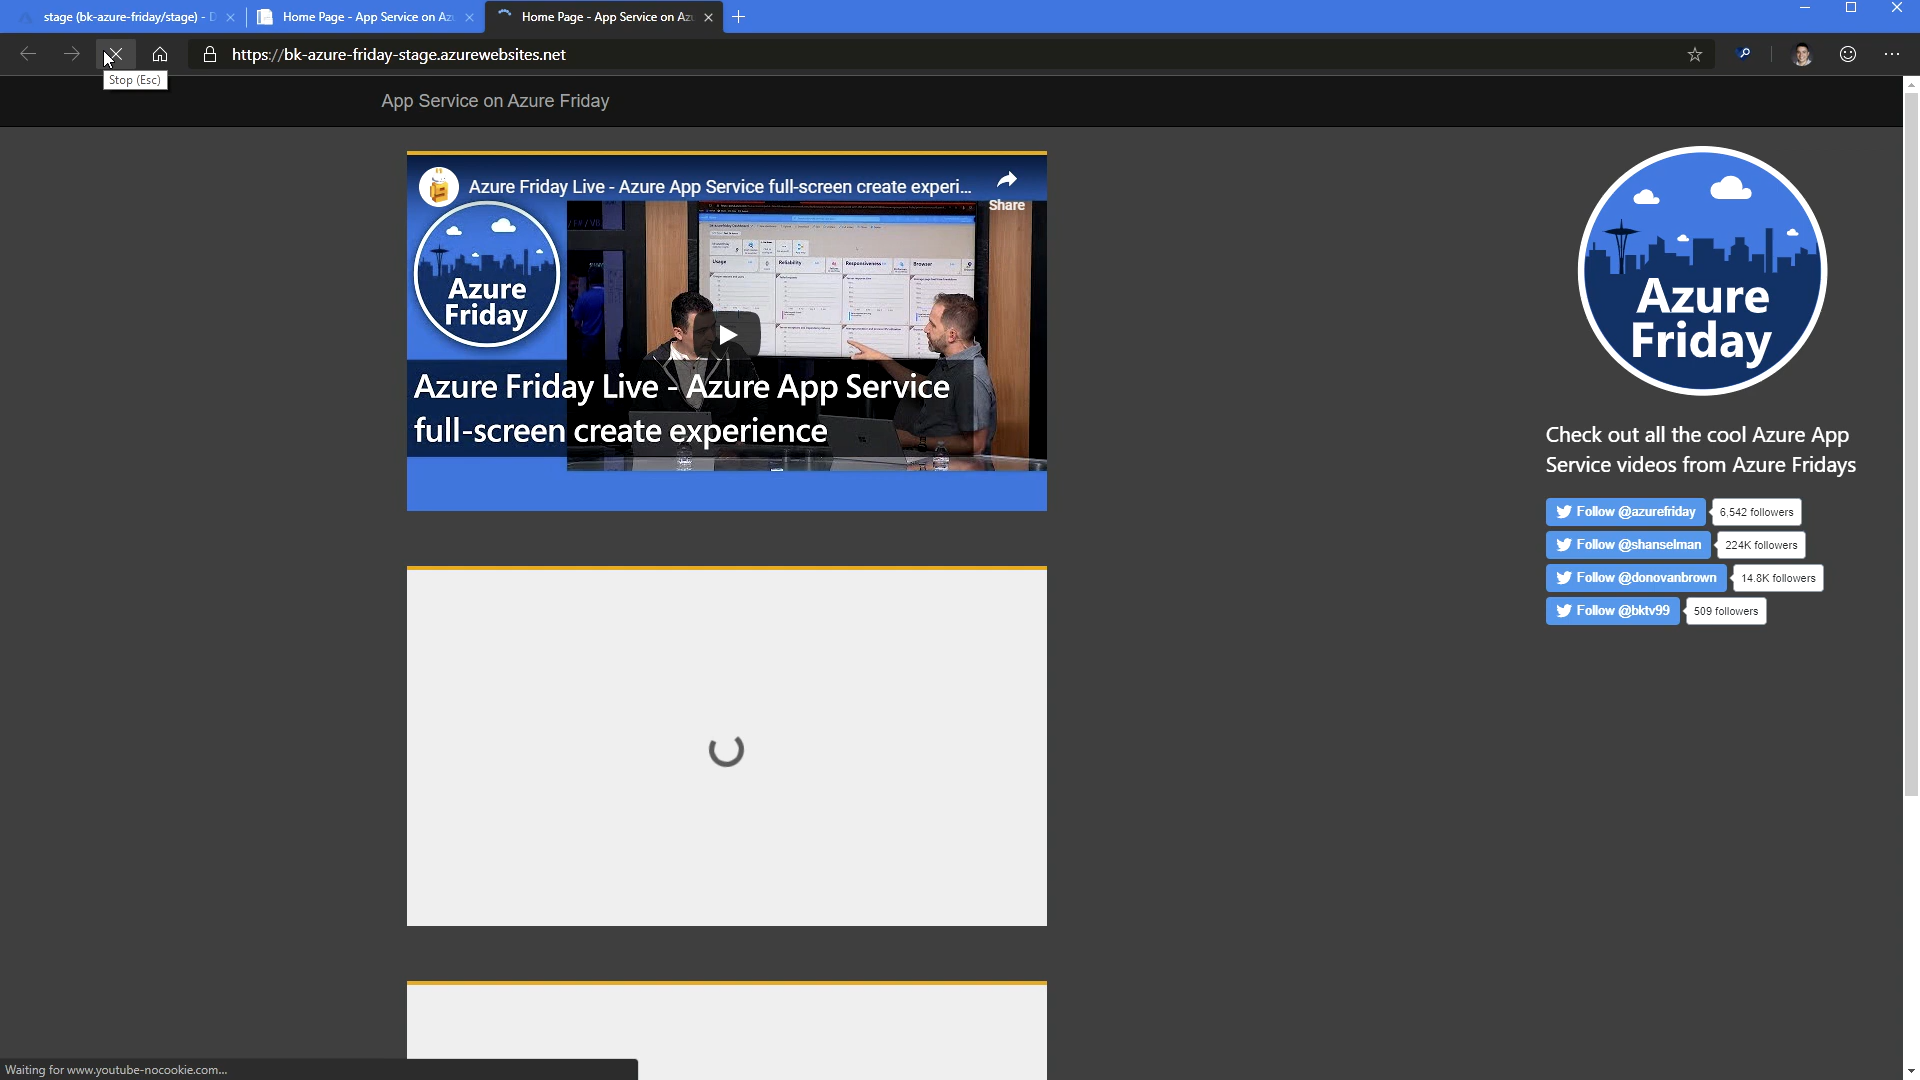 stage (bk-azure-friday/stage) - D
Home Page - App Service on Az
Home Page - App Service on Az
https://bk-azure-friday-stage.azurewebsites.net
Stop (Esc)
App Service on Azure Friday
Azure Friday Live - Azure App Service full-screen create experi...
Share
Azure
Friday
Usage
Reliability
Responsiveness
Browser
Azure Friday Live - Azure App Service
full-screen create experience
Azure
Friday
Check out all the cool Azure App
Service videos from Azure Fridays
Follow @azurefriday
6,542 followers
Follow @shanselman
224K followers
Follow @donovanbrown
14.8K followers
Follow @bktv99
509 followers
Waiting for www.youtube-nocookie.com...